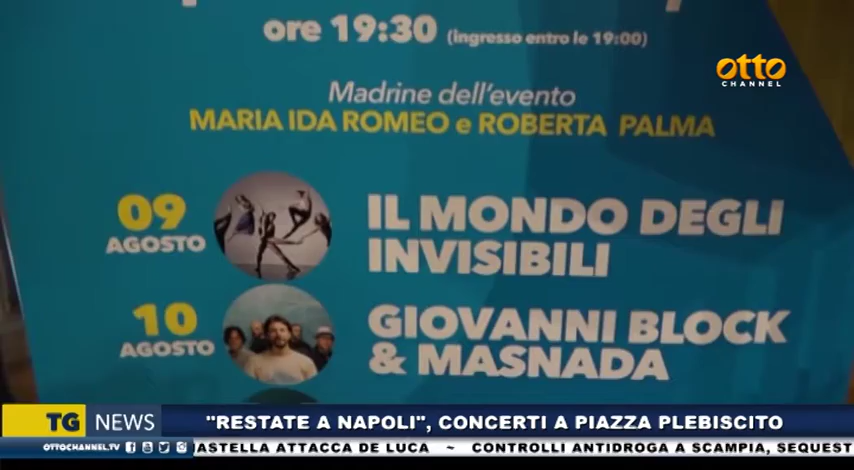 ore 19:30 (ingresso entro le 19:00)
otto
CHANNEL
Madrine dell'evento
MARIA IDA ROMEO e ROBERTA PALMA
09
AGOSTO
IL MONDO DEGLI
INVISIBILI
10
AGOSTO
GIOVANNI BLOCK
& MASNADA
TG NEWS
"RESTATE A NAPOLI", CONCERTI A PIAZZA PLEBISCITO
OTTOCHANNEL.TV
ASTELLA ATTACCA DE LUCA ~ CONTROLLI ANTIDROGA A SCAMPIA, SEQUEST